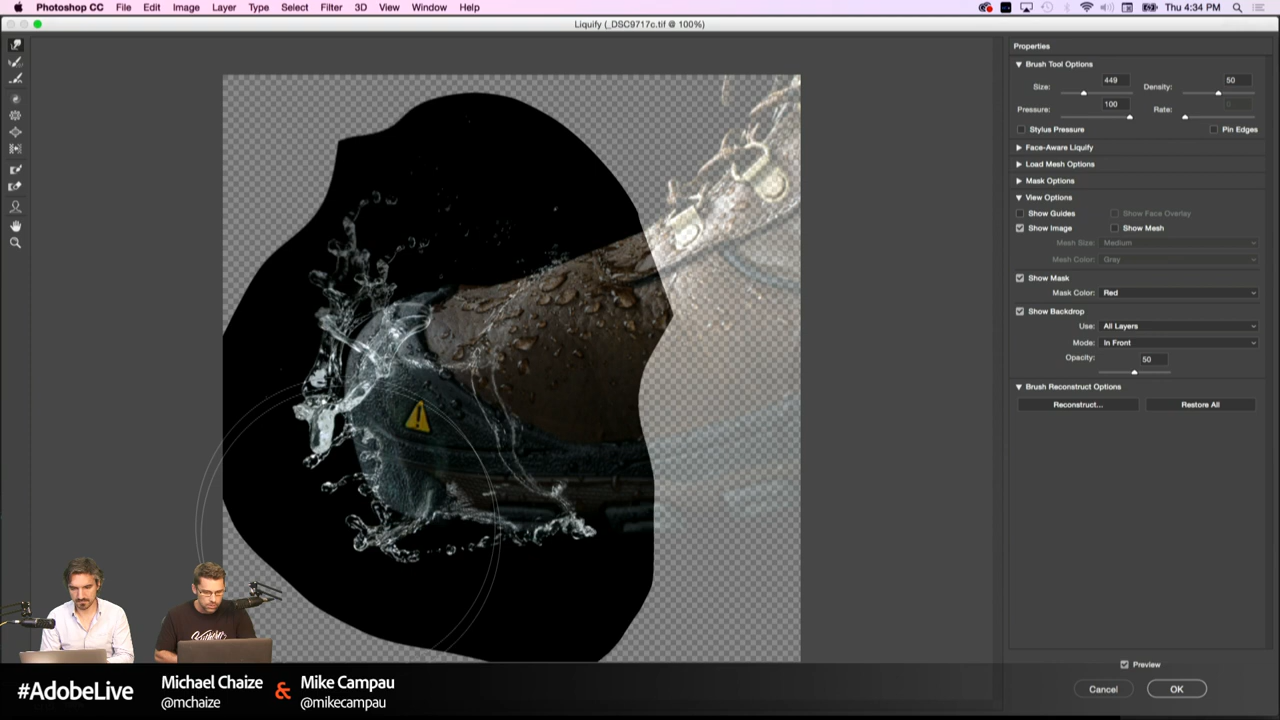 Photoshop CC File Edit Image Layer Type Select Filter 3D View Window Help Thu 4:34 PM
Liquify (_DSC9717c.tif @ 100%)
Properties
Brush Tool Options
Size: 449 Density: 50
Pressure: 100 Rate:
Stylus Pressure Pin Edges
Face-Aware Liquify
Load Mesh Options
Mask Options
View Options
Show Guides Show Face Overlay
Show Image Show Mesh
Mesh Size: Medium
Mesh Color: Gray
Show Mask
Mask Color: Red
Show Backdrop
Use: All Layers
Mode: In Front
Opacity: 50
Brush Reconstruct Options
Reconstruct... Restore All
Preview
Cancel OK
#AdobeLive Michael Chaize & Mike Campau
@mchaize @mikecampau